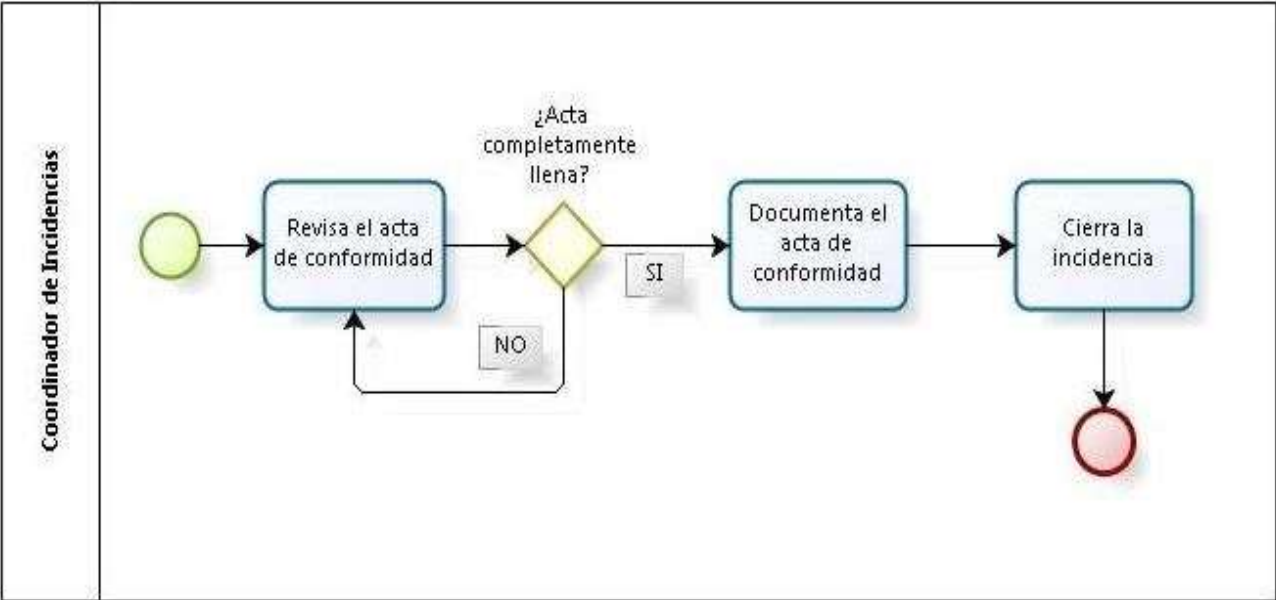 Coordinador de Incidencias
Revisa el acta
de conformidad
¿Acta
completamente
llena?
SI
NO
Documenta el
acta de
conformidad
Cierra la
incidencia